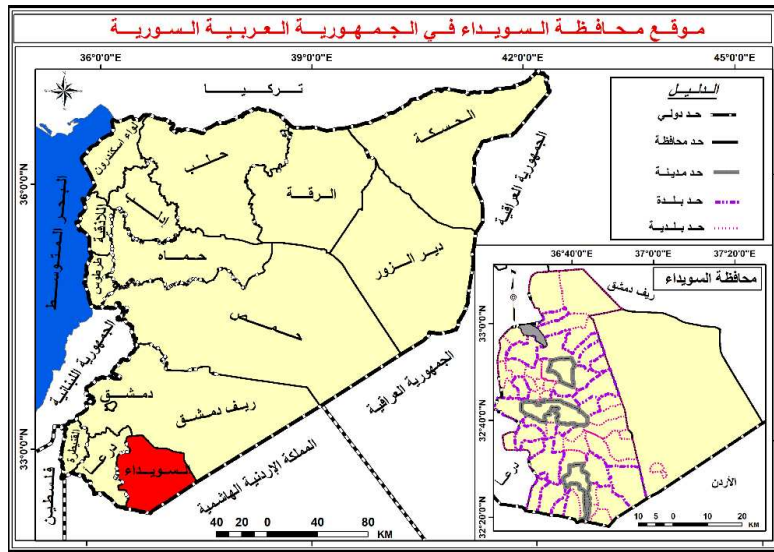 موقع محافظة السويداء في الجمهورية العربية السورية
36°0'0"E
39°0'0"E
42°0'0"E
45°0'0"E
تركيا
الدليل
حد دولي
حد محافظة
حد مدينة
حد بلدة
حد بلدية
36°0'0"N
33°0'0"N
البحر المتوسط
لواء اسكندرون
حلب
الرقة
الحسكة
الجمهورية العراقية
ادلب
اللاذقية
طرطوس
حماه
دير الزور
حمص
الجمهورية اللبنانية
دمشق
ريف دمشق
الجمهورية العراقية
القنيطرة
درعا
السويداء
المملكة الإردنية الهاشمية
فلسطين
40 20 0 40 80
KM
36°40'0"E
37°0'0"E
37°20'0"E
محافظة السويداء
ريف دمشق
33°0'0"N
32°40'0"N
32°20'0"N
درعا
الأردن
10 5 0 10 20
KM